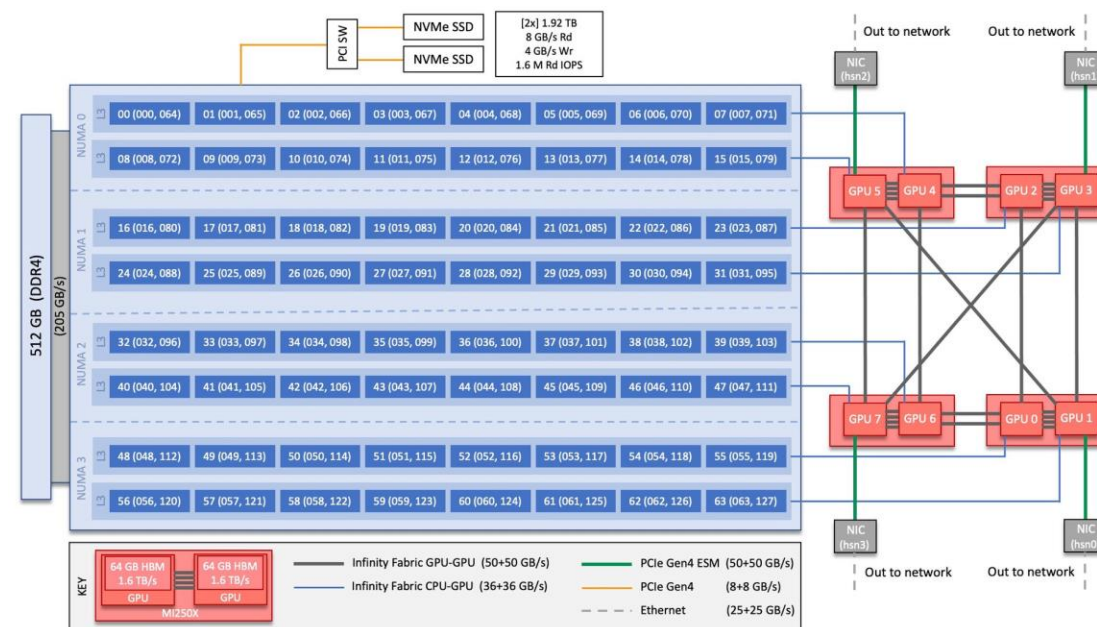 PCI SW
NVMe SSD
NVMe SSD
[2x] 1.92 TB
8 GB/s Rd
4 GB/s Wr
1.6 M Rd IOPS
Out to network
Out to network
NIC
(hsn2)
NIC
(hsn1)
512 GB (DDR4)
(205 GB/s)
NUMA 0
L3
00 (000, 064) 01 (001, 065) 02 (002, 066) 03 (003, 067) 04 (004, 068) 05 (005, 069) 06 (006, 070) 07 (007, 071)
L3
08 (008, 072) 09 (009, 073) 10 (010, 074) 11 (011, 075) 12 (012, 076) 13 (013, 077) 14 (014, 078) 15 (015, 079)
NUMA 1
L3
16 (016, 080) 17 (017, 081) 18 (018, 082) 19 (019, 083) 20 (020, 084) 21 (021, 085) 22 (022, 086) 23 (023, 087)
L3
24 (024, 088) 25 (025, 089) 26 (026, 090) 27 (027, 091) 28 (028, 092) 29 (029, 093) 30 (030, 094) 31 (031, 095)
NUMA 2
L3
32 (032, 096) 33 (033, 097) 34 (034, 098) 35 (035, 099) 36 (036, 100) 37 (037, 101) 38 (038, 102) 39 (039, 103)
L3
40 (040, 104) 41 (041, 105) 42 (042, 106) 43 (043, 107) 44 (044, 108) 45 (045, 109) 46 (046, 110) 47 (047, 111)
NUMA 3
L3
48 (048, 112) 49 (049, 113) 50 (050, 114) 51 (051, 115) 52 (052, 116) 53 (053, 117) 54 (054, 118) 55 (055, 119)
L3
56 (056, 120) 57 (057, 121) 58 (058, 122) 59 (059, 123) 60 (060, 124) 61 (061, 125) 62 (062, 126) 63 (063, 127)
GPU 5 GPU 4 GPU 2 GPU 3
GPU 7 GPU 6 GPU 0 GPU 1
NIC
(hsn3)
NIC
(hsn0)
Out to network
Out to network
KEY
64 GB HBM
1.6 TB/s
GPU
64 GB HBM
1.6 TB/s
GPU
MI250X
Infinity Fabric GPU-GPU (50+50 GB/s)
Infinity Fabric CPU-GPU (36+36 GB/s)
PCIe Gen4 ESM (50+50 GB/s)
PCIe Gen4 (8+8 GB/s)
Ethernet (25+25 GB/s)